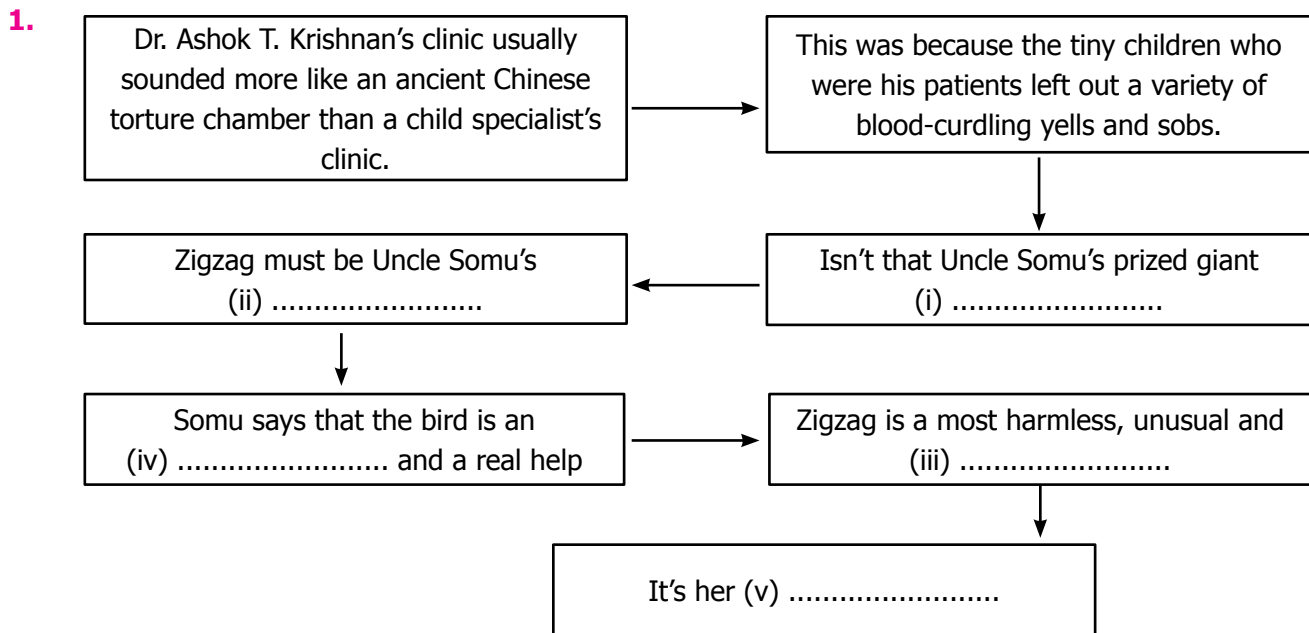 1.
Dr. Ashok T. Krishnan’s clinic usually
sounded more like an ancient Chinese
torture chamber than a child specialist’s
clinic.
This was because the tiny children who
were his patients left out a variety of
blood-curdling yells and sobs.
Isn’t that Uncle Somu’s prized giant
(i) .........................
Zigzag must be Uncle Somu’s
(ii) .........................
Somu says that the bird is an
(iv) ......................... and a real help
Zigzag is a most harmless, unusual and
(iii) .........................
It’s her (v) .........................